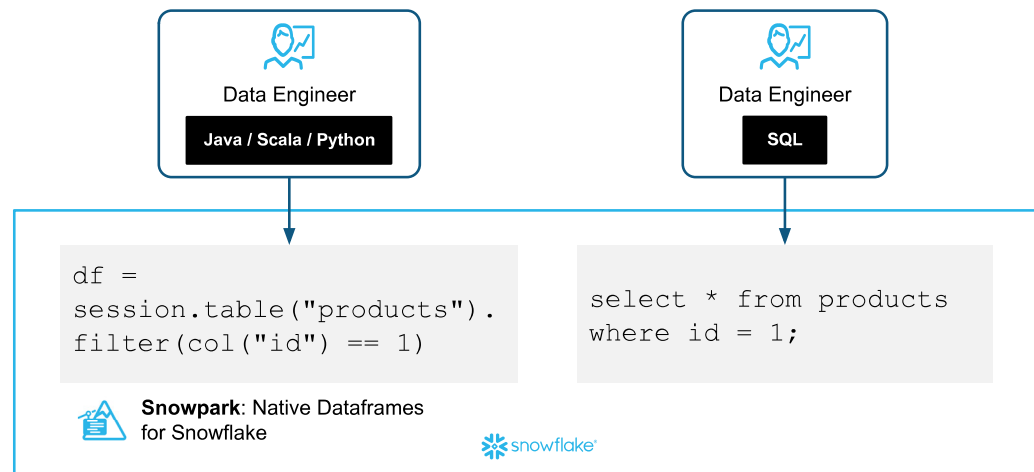 Data Engineer
Java / Scala / Python
Data Engineer
SQL
df =
session.table("products").
filter(col("id") == 1)
select * from products
where id = 1;
Snowpark: Native Dataframes
for Snowflake
snowflake